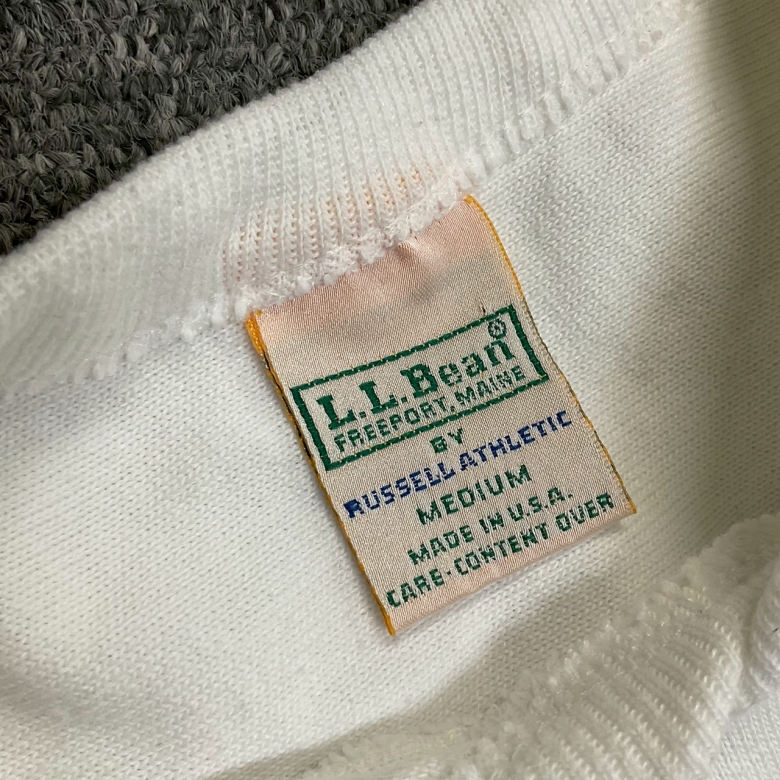 L.L.Bean®
FREEPORT, MAINE
BY
RUSSELL ATHLETIC
MEDIUM
MADE IN U.S.A.
CARE-CONTENT OVER